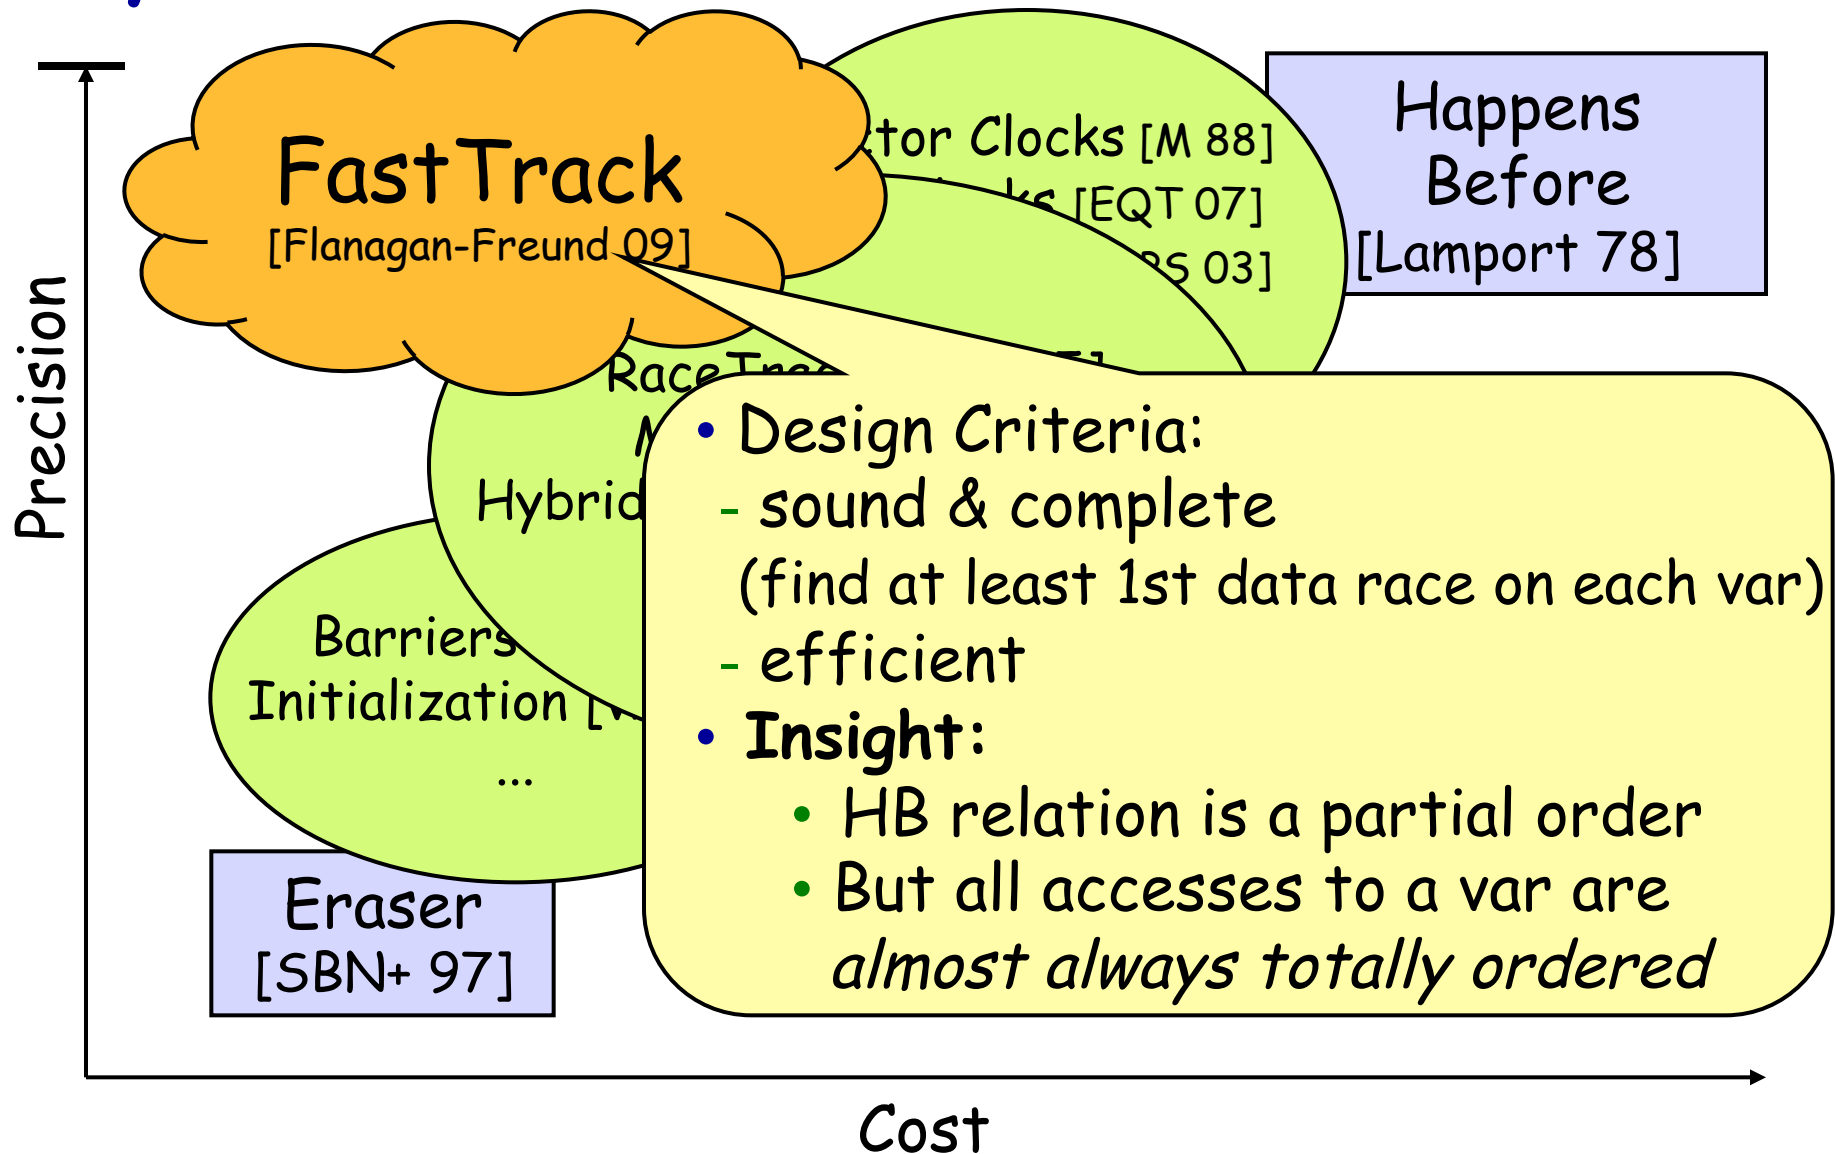 Precision
FastTrack
[Flanagan-Freund 09]
Clocks [M 88]
[EQT 07]
03]
Happens
Before
[Lamport 78]
Hybrid
Barriers
Initialization
...
Eraser
[SBN+ 97]
• Design Criteria:
- sound & complete
(find at least 1st data race on each var)
- efficient
• Insight:
• HB relation is a partial order
• But all accesses to a var are
almost always totally ordered
Cost